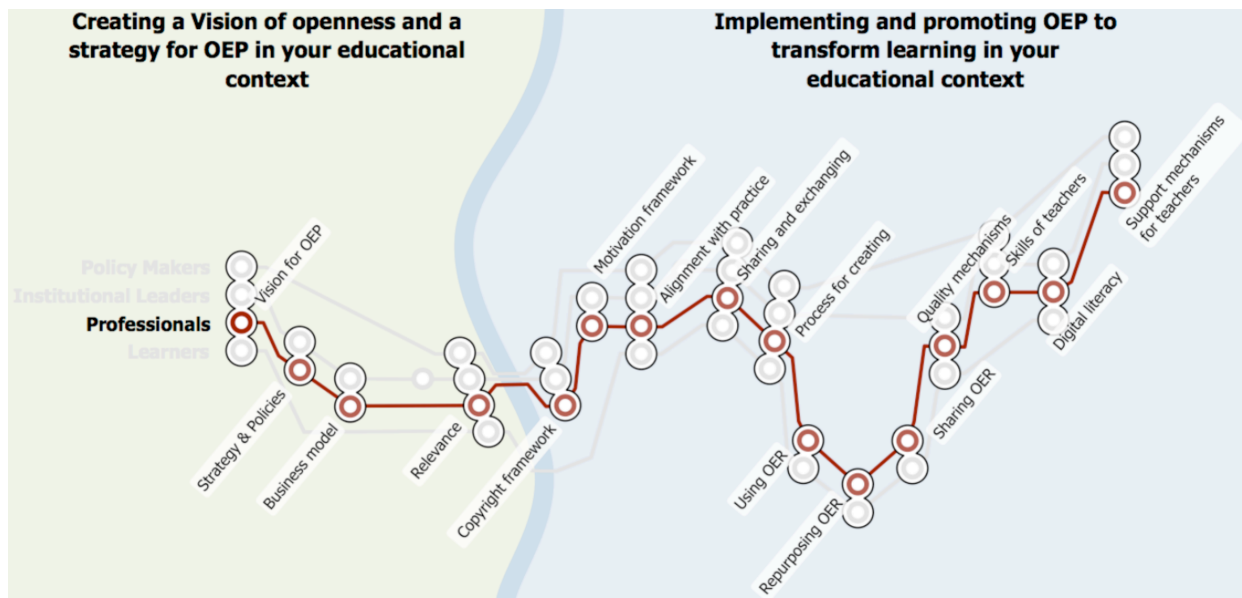 Creating a Vision of openness and a
strategy for OEP in your educational
context
Implementing and promoting OEP to
transform learning in your
educational context
Policy Makers
Institutional Leaders
Professionals
Learners
Vision for OEP
Strategy & Policies
Business model
Relevance
Copyright framework
Motivation framework
Alignment with practice
Sharing and exchanging
Process for creating
Using OER
Repurposing OER
Sharing OER
Quality mechanisms
Skills of teachers
Digital literacy
Support mechanisms
for teachers